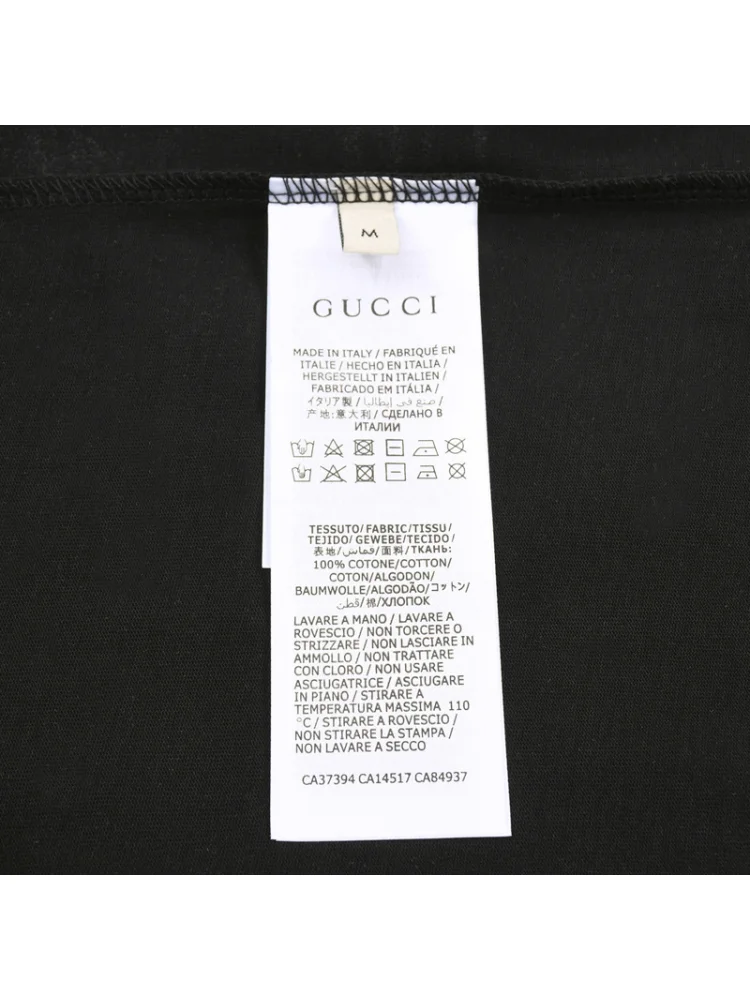 M
GUCCI
MADE IN ITALY / FABRIQUÉ EN
ITALIE / HECHO EN ITALIA /
HERGESTELLT IN ITALIEN /
FABRICADO EM ITÁLIA /
イタリア製 / صنع في إيطاليا /
产地:意大利 / СДЕЛАНО В
ИТАЛИИ
TESSUTO/FABRIC/TISSU/
TEJIDO/ GEWEBE/TECIDO/
表地/قماش/面料/ТКАНЬ:
100% COTONE/COTTON/
COTON/ALGODON/
BAUMWOLLE/ALGODÃO/コットン/
قطن/棉/ХЛОПОК
LAVARE A MANO / LAVARE A
ROVESCIO / NON TORCERE O
STRIZZARE / NON LASCIARE IN
AMMOLLO / NON TRATTARE
CON CLORO / NON USARE
ASCIUGATRICE / ASCIUGARE
IN PIANO / STIRARE A
TEMPERATURA MASSIMA 110
°C / STIRARE A ROVESCIO /
NON STIRARE LA STAMPA /
NON LAVARE A SECCO
CA37394 CA14517 CA84937